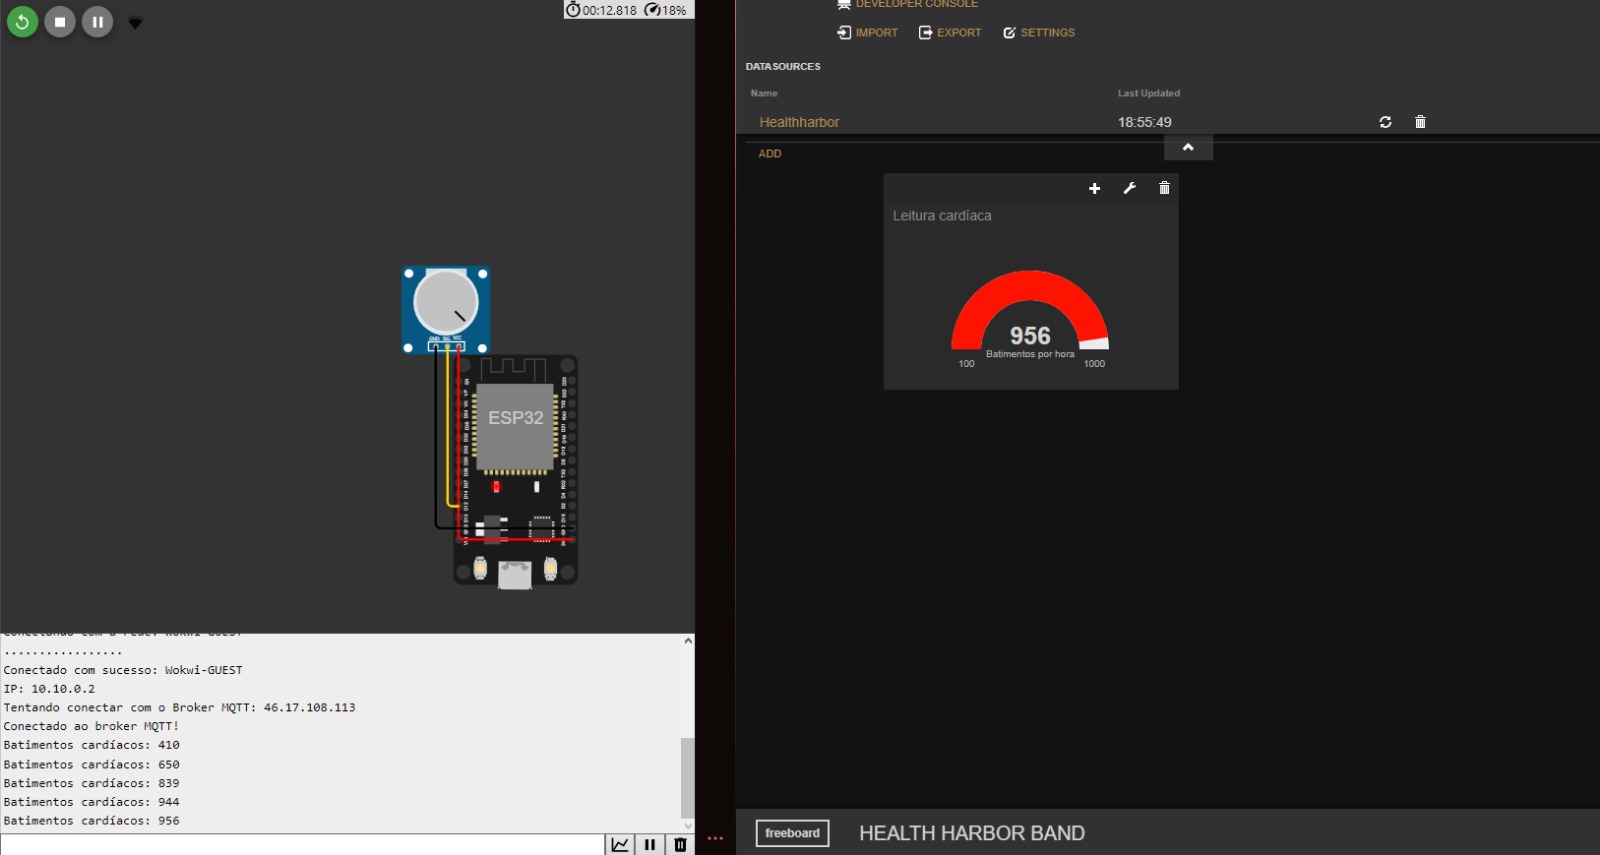 00:12.818 18%
GND SIG VCC
ESP32
Conectando com a rede: Wokwi-GUEST
.................
Conectado com sucesso: Wokwi-GUEST
IP: 10.10.0.2
Tentando conectar com o Broker MQTT: 46.17.108.113
Conectado ao broker MQTT!
Batimentos cardíacos: 410
Batimentos cardíacos: 650
Batimentos cardíacos: 839
Batimentos cardíacos: 944
Batimentos cardíacos: 956
DEVELOPER CONSOLE
IMPORT EXPORT SETTINGS
DATASOURCES
Name Last Updated
Healthharbor 18:55:49
ADD
Leitura cardíaca
956
Batimentos por hora
100 1000
freeboard HEALTH HARBOR BAND